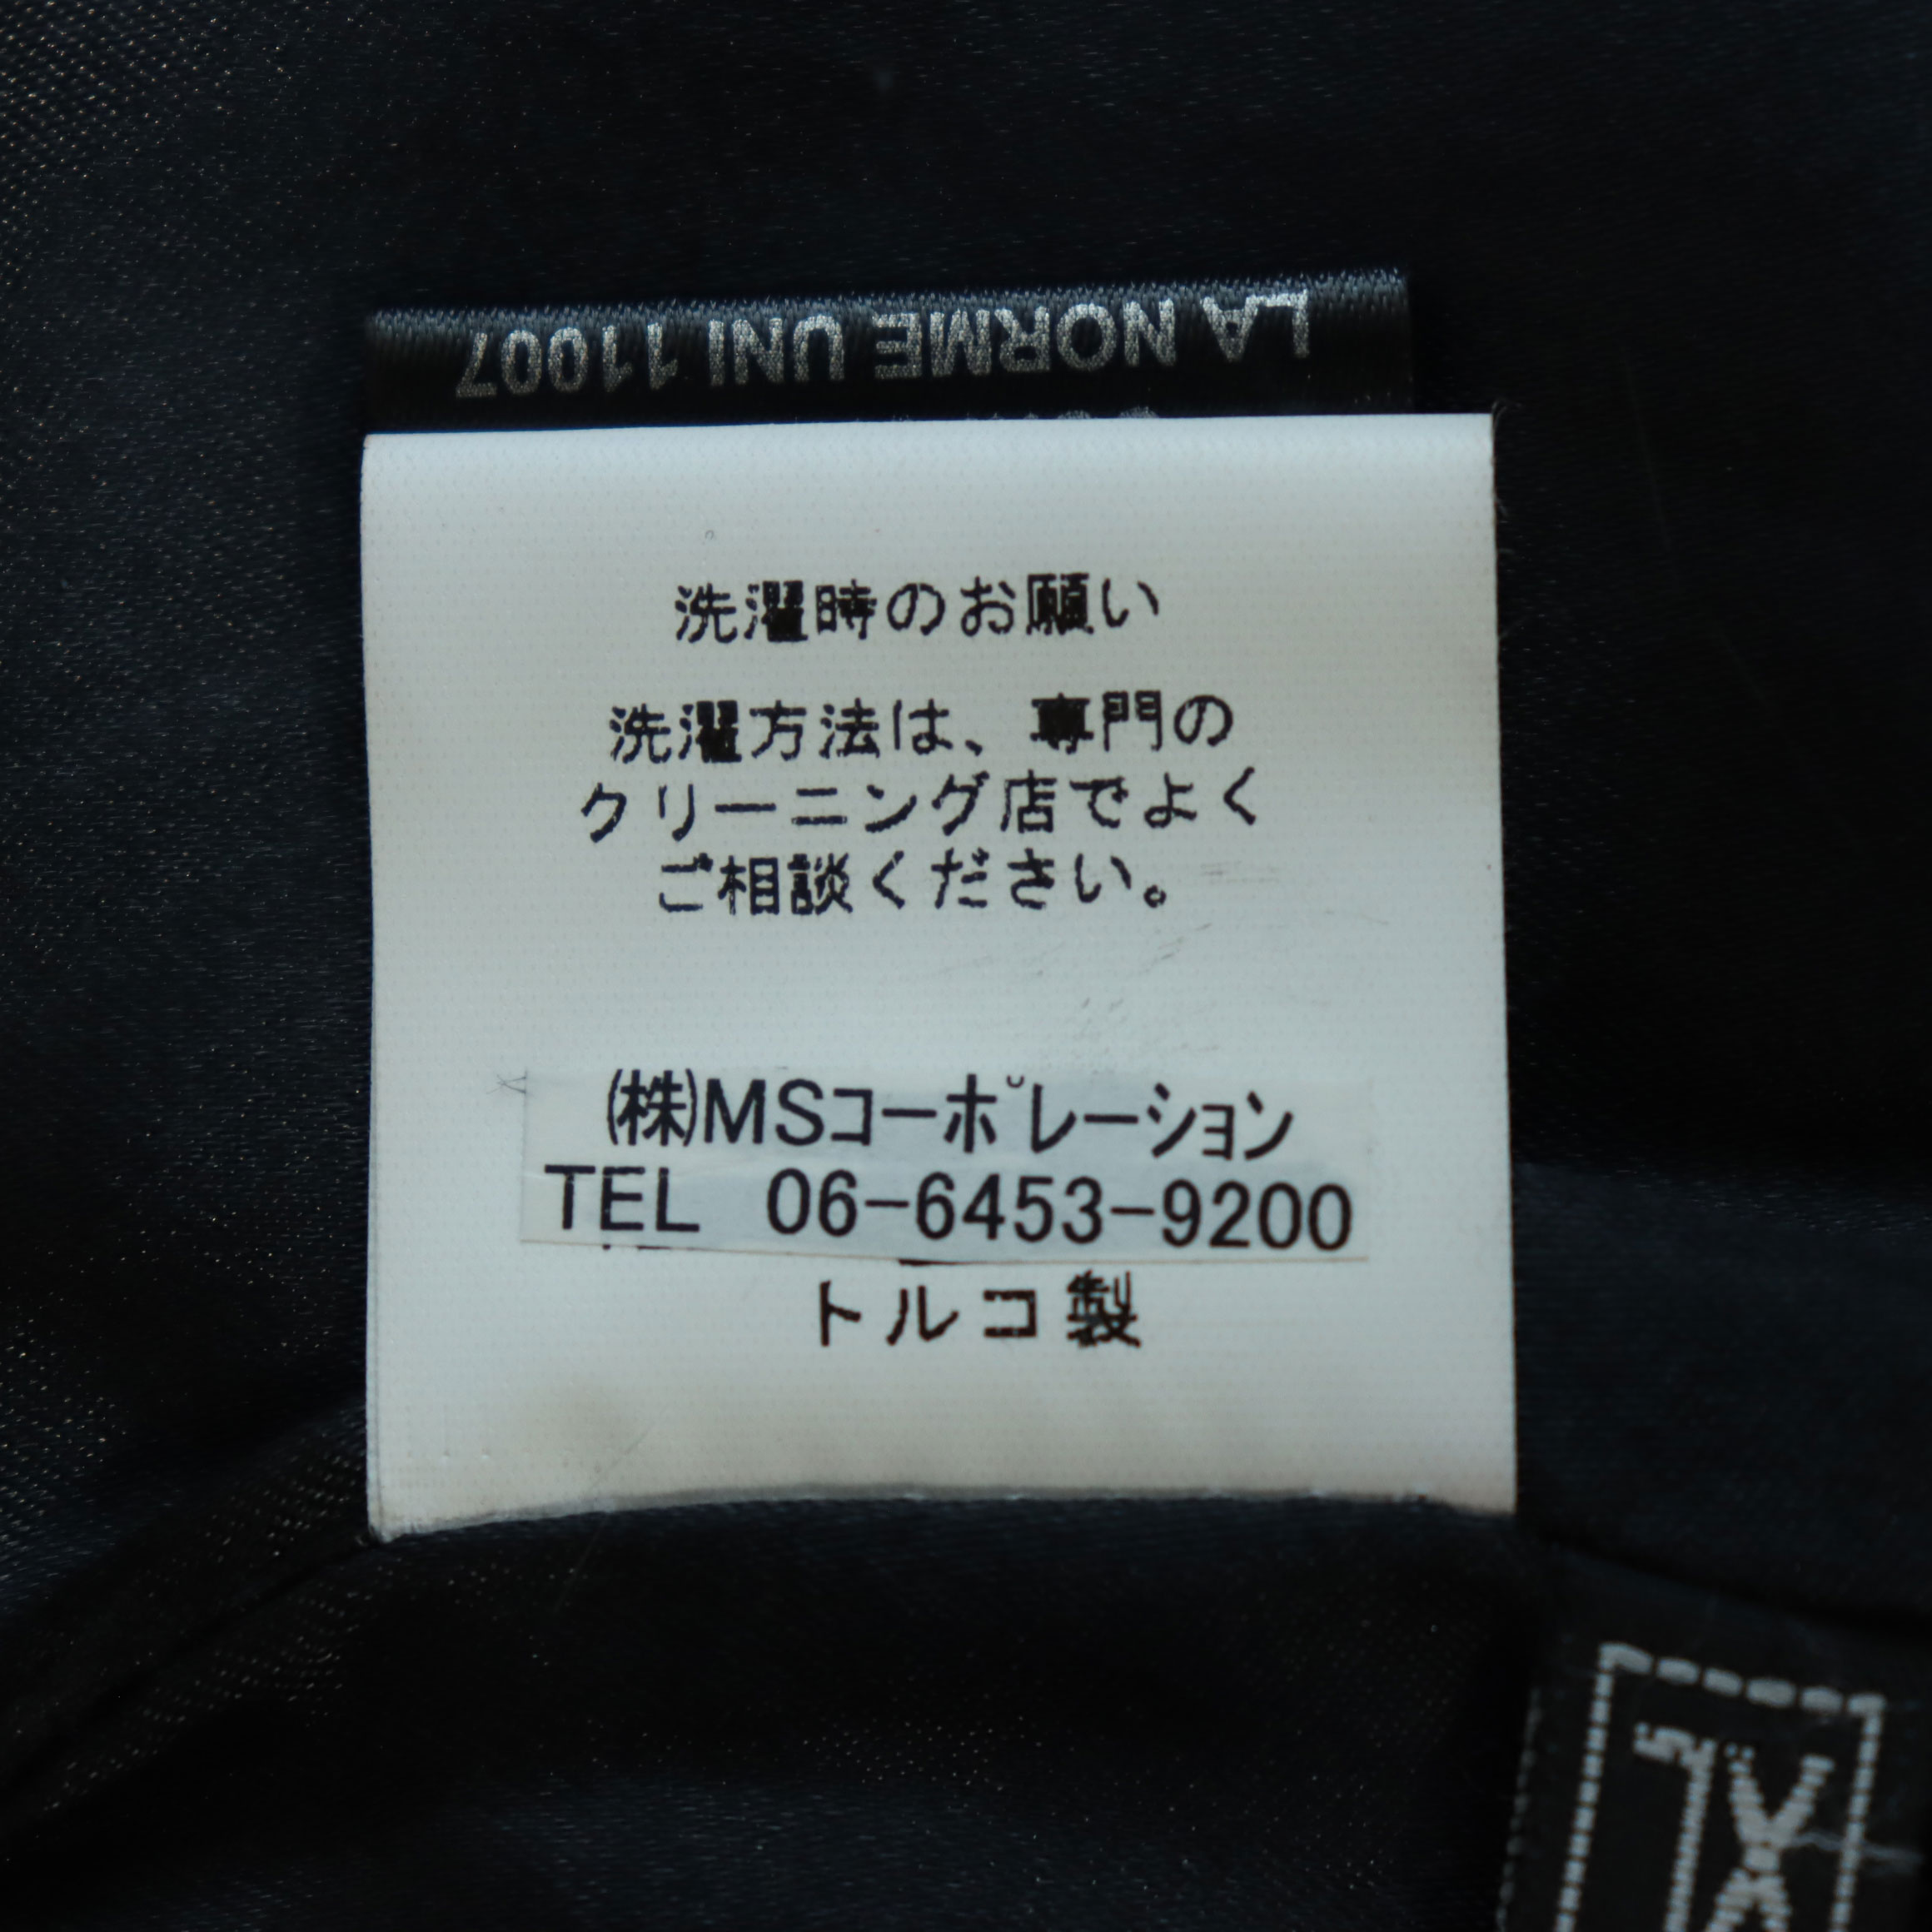 LA NORME UNI 11007
洗濯時のお願い
洗濯方法は、専門の
クリーニング店でよく
ご相談ください。
㈱MSコーポレーション
TEL 06-6453-9200
トルコ製
XL